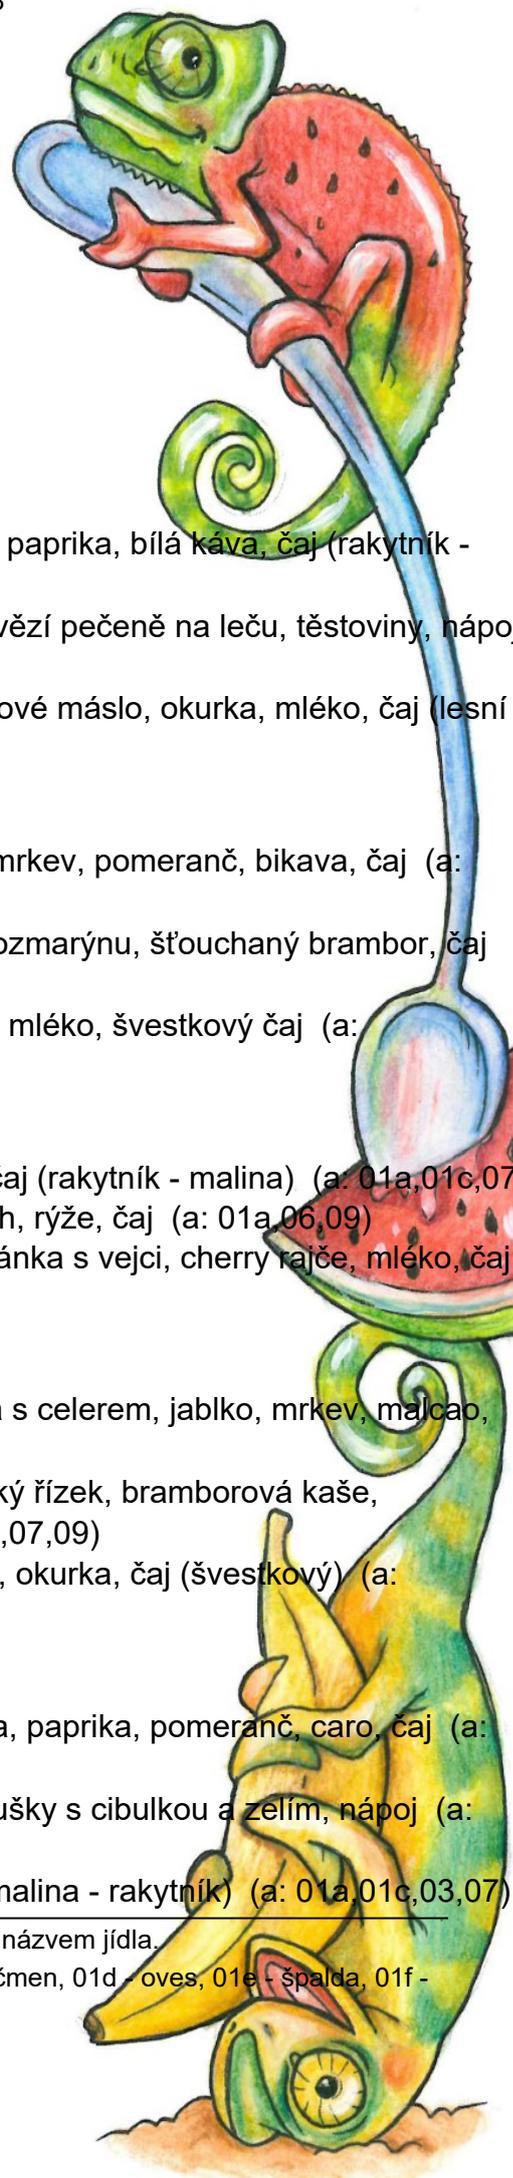 paprika, bílá káva, čaj (rakytník -
vězí pečeně na leču, těstoviny, nápoj
ové máslo, okurka, mléko, čaj (lesní
mrkev, pomeranč, bikava, čaj (a:
ozmarýnu, šťouchaný brambor, čaj
mléko, švestkový čaj (a:
čaj (rakytník - malina) (a: 01a,01c,07
h, rýže, čaj (a: 01a,06,09)
ánka s vejci, cherry rajče, mléko, čaj
a s celerem, jablko, mrkev, malcao,
ký řízek, bramborová kaše,
,07,09)
, okurka, čaj (švestkový) (a:
a, paprika, pomeranč, caro, čaj (a:
ušky s cibulkou a zelím, nápoj (a:
malina - rakytník) (a: 01a,01c,03,07)
názvem jídla.
čmen, 01d - oves, 01e - špalda, 01f -